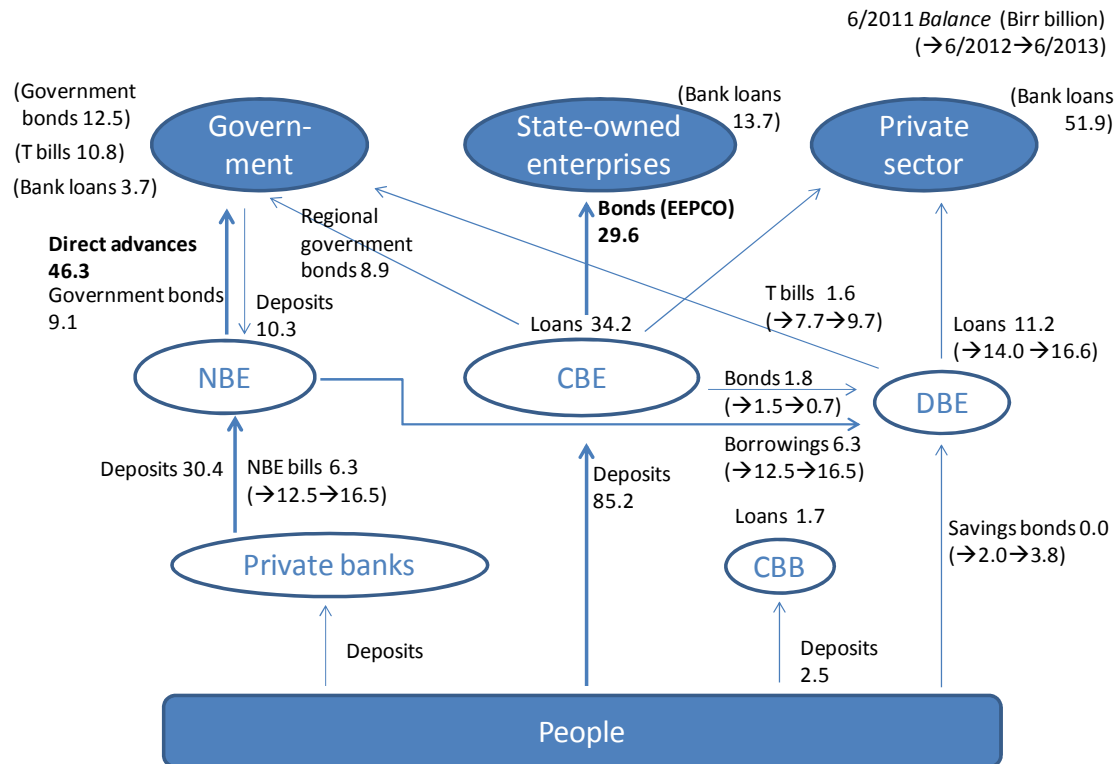 6/2011 Balance (Birr billion)
(→6/2012→6/2013)
(Government
bonds 12.5)
(T bills 10.8)
(Bank loans 3.7)
Govern-
ment
State-owned
enterprises
(Bank loans
13.7)
Private
sector
(Bank loans
51.9)
Direct advances
46.3
Government bonds
9.1
Deposits
10.3
Regional
government
bonds 8.9
Bonds (EEPCO)
29.6
Loans 34.2
T bills 1.6
(→7.7→9.7)
Loans 11.2
(→14.0 →16.6)
NBE
CBE
Bonds 1.8
(→1.5→0.7)
DBE
Borrowings 6.3
(→12.5→16.5)
Deposits 30.4
NBE bills 6.3
(→12.5→16.5)
Deposits
85.2
Loans 1.7
Savings bonds 0.0
(→2.0→3.8)
Private banks
CBB
Deposits
Deposits
2.5
People